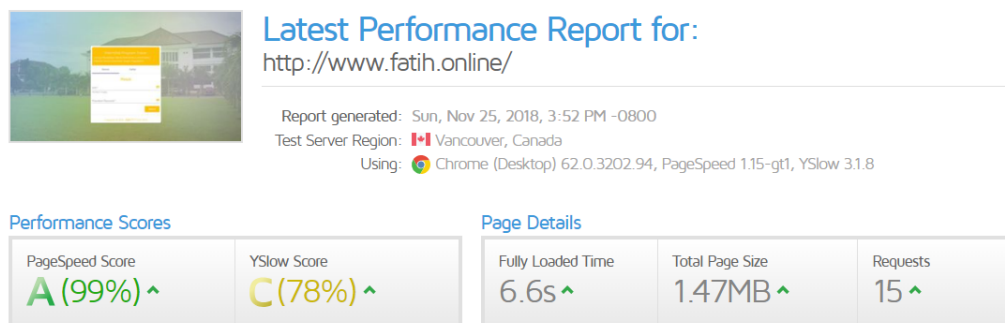 Latest Performance Report for:
http://www.fatih.online/
Report generated: Sun, Nov 25, 2018, 3:52 PM -0800
Test Server Region: Vancouver, Canada
Using: Chrome (Desktop) 62.0.3202.94, PageSpeed 1.15-gt1, YSlow 3.1.8
Performance Scores
PageSpeed Score
A (99%)
YSlow Score
C (78%)
Page Details
Fully Loaded Time
6.6s
Total Page Size
1.47MB
Requests
15